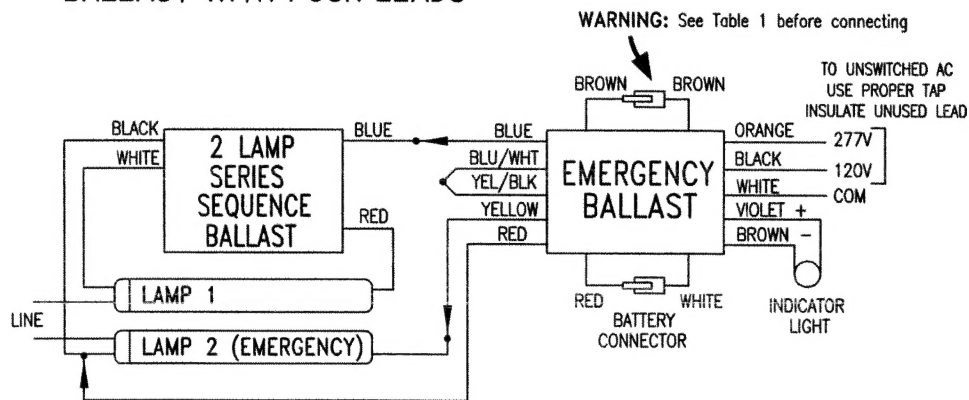 BALLAST WITH FOUR LEADS
WARNING: See Table 1 before connecting
BROWN
BROWN
TO UNSWITCHED AC
USE PROPER TAP
INSULATE UNUSED LEAD
BLACK
WHITE
2 LAMP
SERIES
SEQUENCE
BALLAST
BLUE
RED
BLUE
BLU/WHT
YEL/BLK
YELLOW
RED
EMERGENCY
BALLAST
ORANGE
277V
BLACK
120V
WHITE
COM
VIOLET +
BROWN -
LAMP 1
LINE
LAMP 2 (EMERGENCY)
RED
WHITE
BATTERY
CONNECTOR
INDICATOR
LIGHT